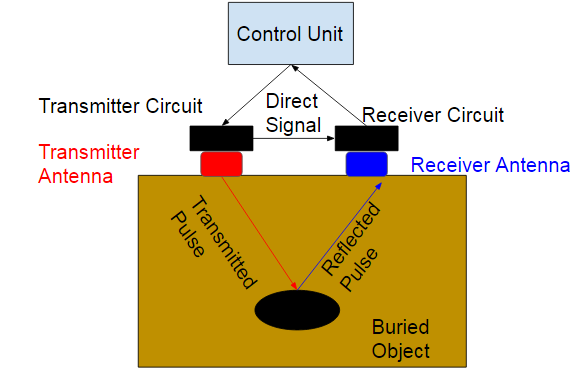 Control Unit
Transmitter Circuit
Direct
Signal
Receiver Circuit
Transmitter
Antenna
Receiver Antenna
Transmitted
Pulse
Reflected
Pulse
Buried
Object